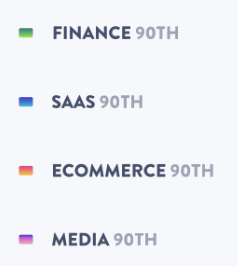 FINANCE 90TH
SAAS 90TH
ECOMMERCE 90TH
MEDIA 90TH